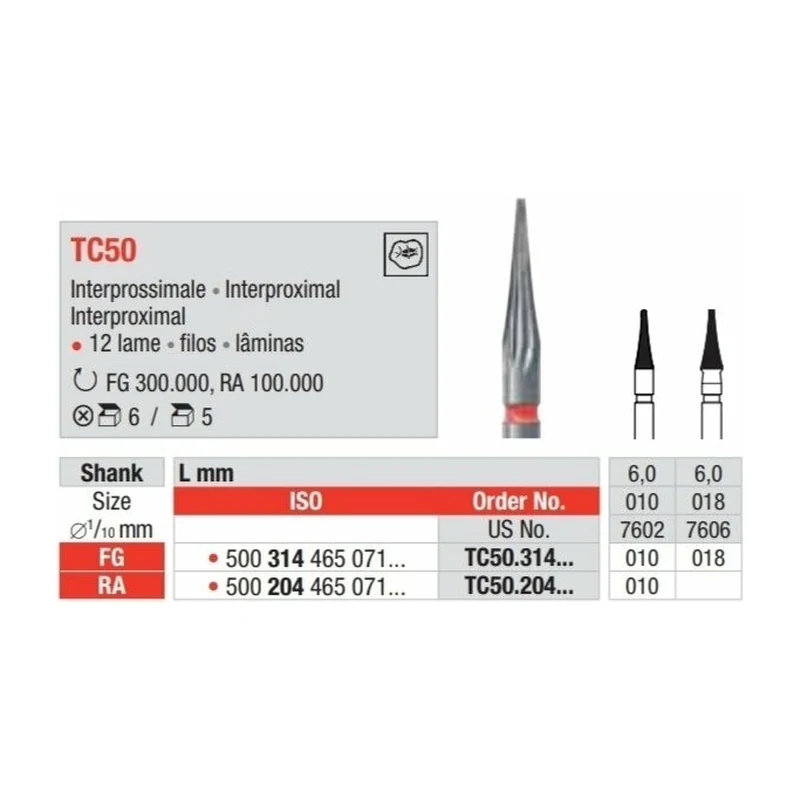 TC50
Interprossimale • Interproximal
Interproximal
• 12 lame • filos • lâminas
FG 300.000, RA 100.000
6 / 5
Shank L mm 6,0 6,0
Size ISO Order No. 010 018
∅1/10 mm US No. 7602 7606
FG • 500 314 465 071... TC50.314... 010 018
RA • 500 204 465 071... TC50.204... 010